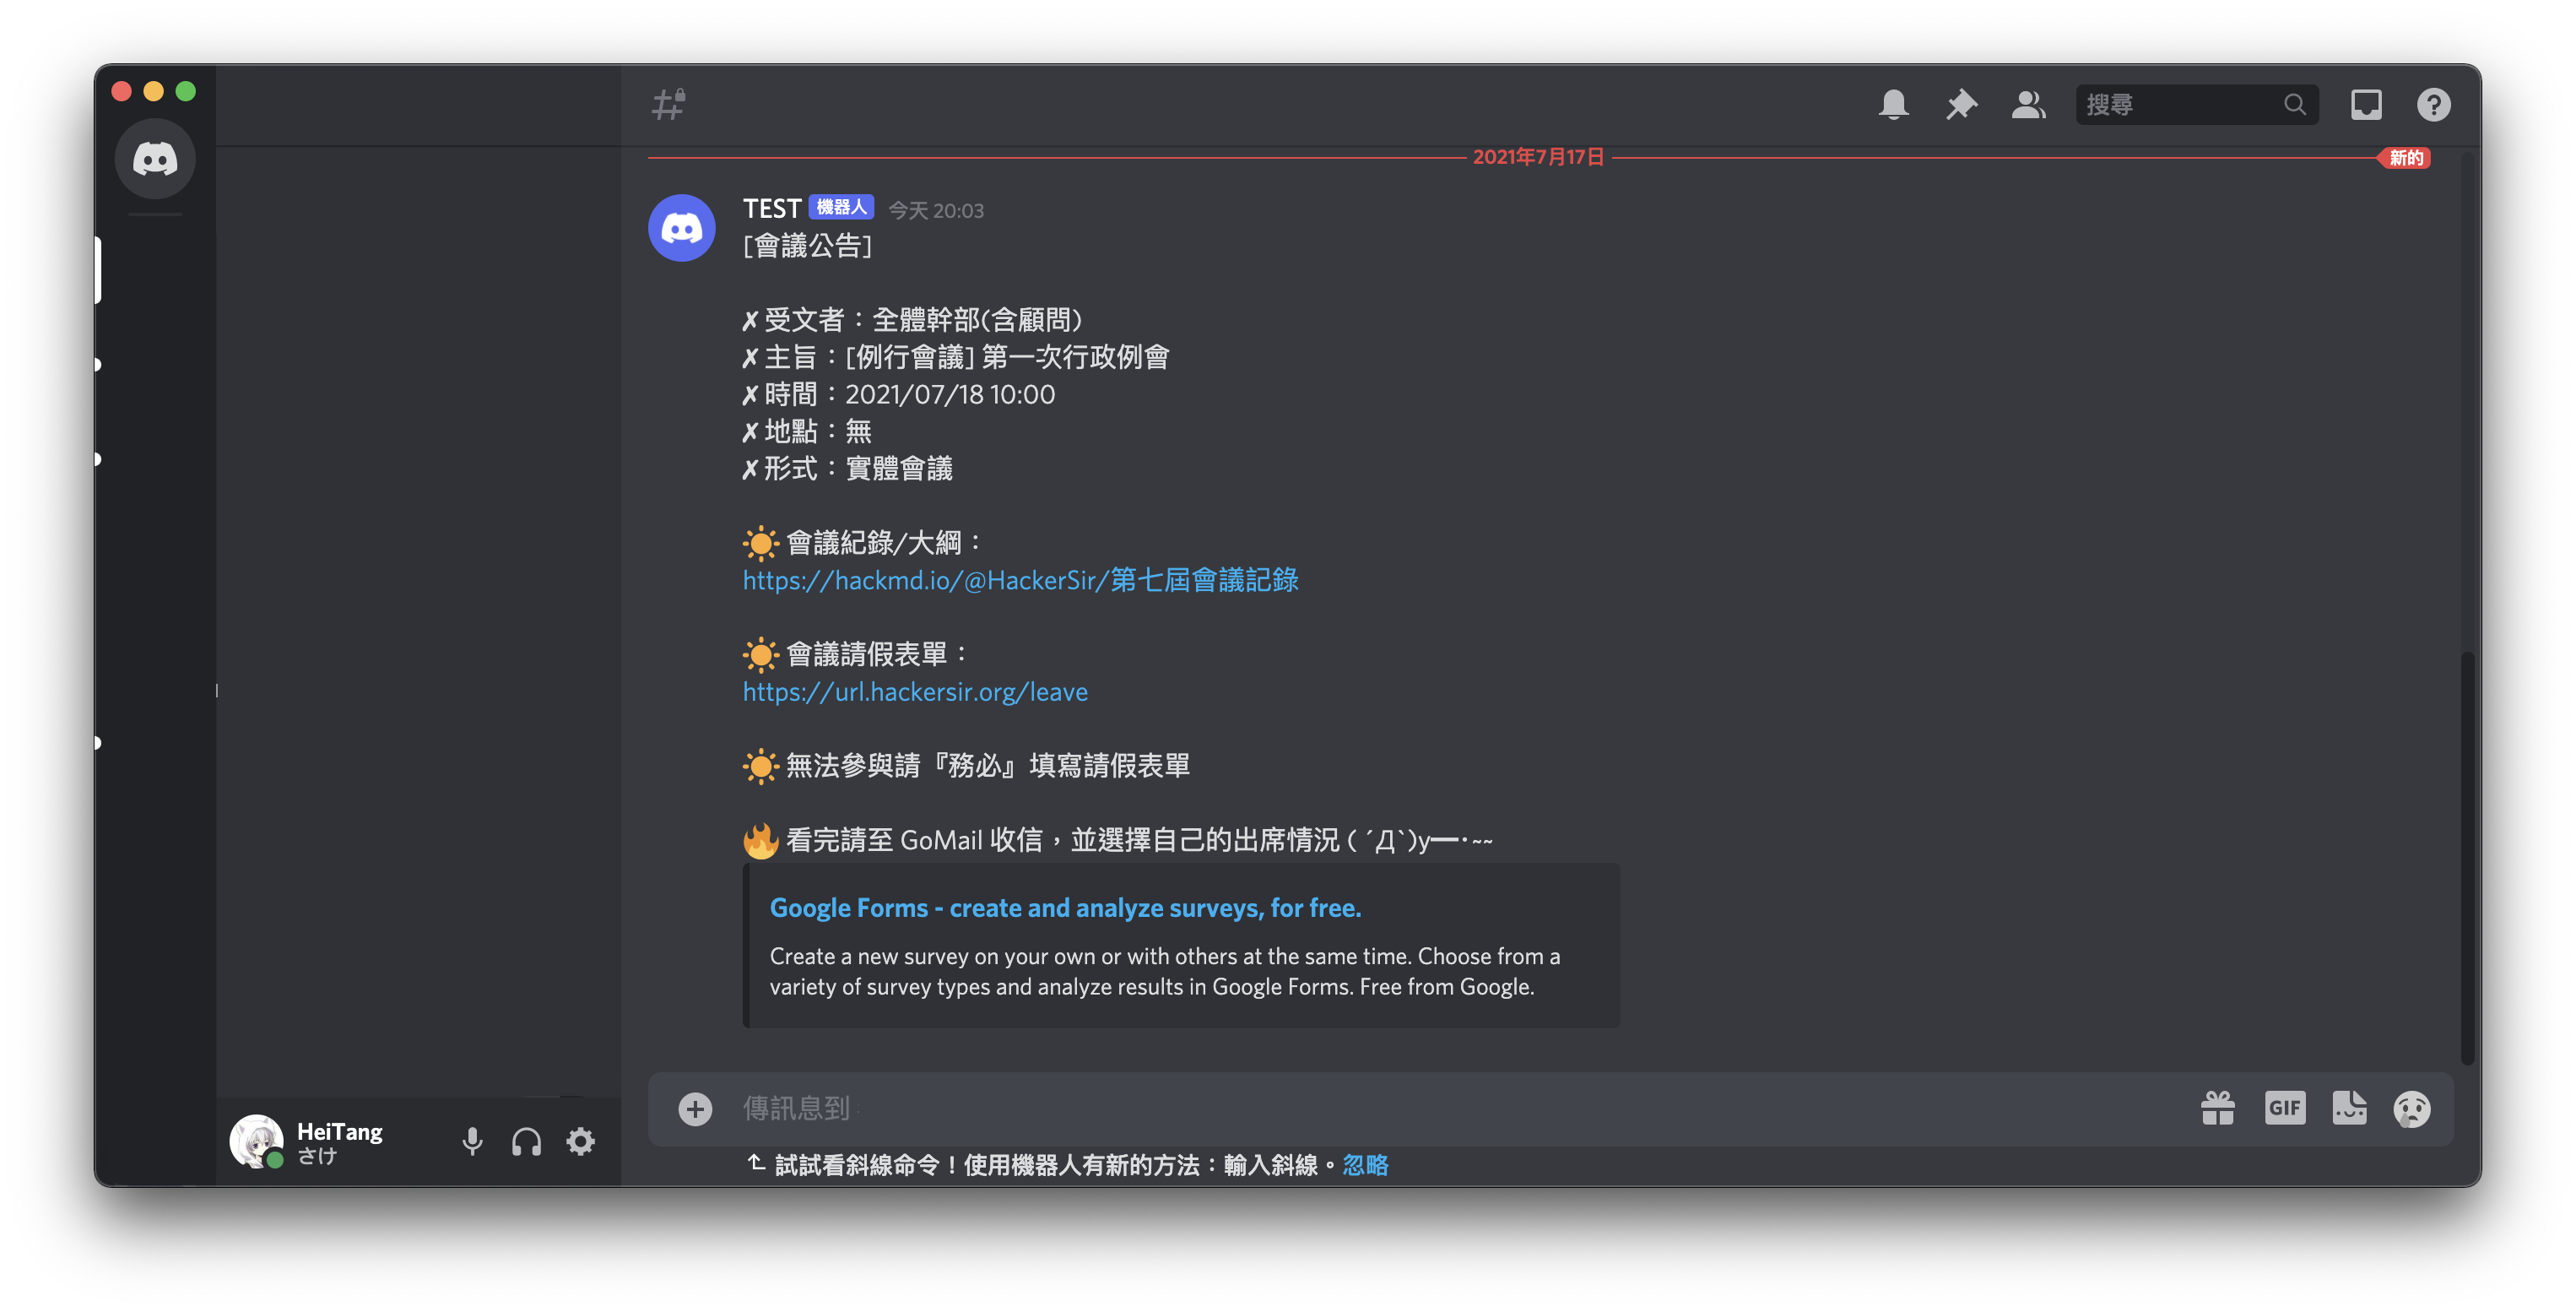 搜尋
2021年7月17日
新的
TEST 機器人 今天 20:03
[會議公告]
✗ 受文者：全體幹部(含顧問)
✗ 主旨：[例行會議] 第一次行政例會
✗ 時間：2021/07/18 10:00
✗ 地點：無
✗ 形式：實體會議
☀️ 會議紀錄/大綱：
https://hackmd.io/@HackerSir/第七屆會議記錄
☀️ 會議請假表單：
https://url.hackersir.org/leave
☀️ 無法參與請『務必』填寫請假表單
🔥 看完請至 GoMail 收信，並選擇自己的出席情況 ( ´Д`)y━･~~
Google Forms - create and analyze surveys, for free.
Create a new survey on your own or with others at the same time. Choose from a
variety of survey types and analyze results in Google Forms. Free from Google.
傳訊息到
GIF
HeiTang
さけ
試試看斜線命令！使用機器人有新的方法：輸入斜線。忽略